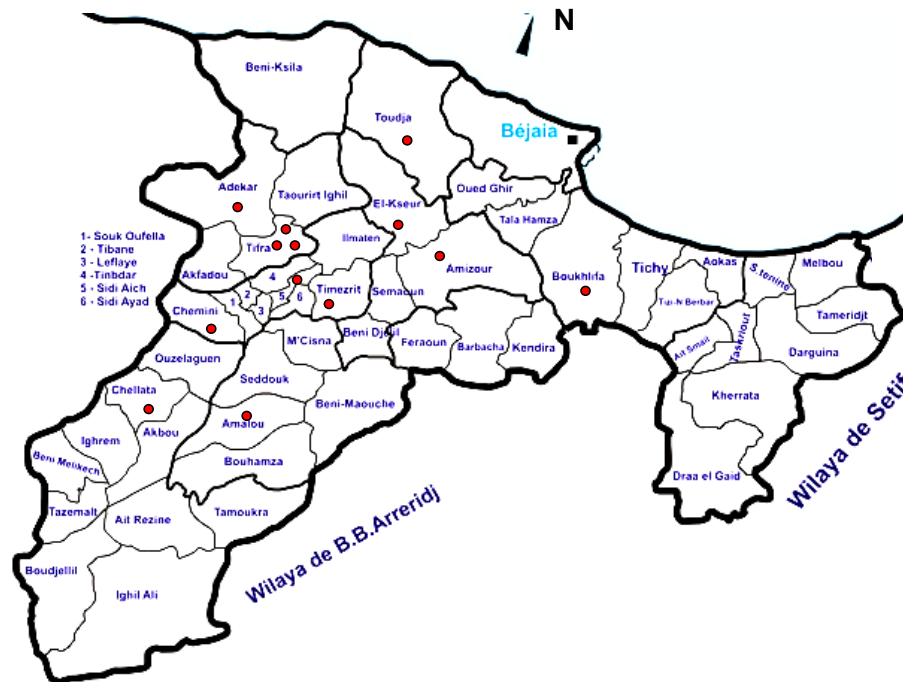 N
Beni-Ksila
Toudja
Béjaia
Adekar
Taourirt Ighil
Oued Ghir
El-Kseur
Tala Hamza
1- Souk Oufella
2 - Tibane
3 - Leflaye
4 -Tinbdar
5 - Sidi Aich
6 - Sidi Ayad
Tifra
Ilmaten
Akfadou
Amizour
Boukhlifa
Tichy
Aokas
S.tenine
Melbou
4
Timezrit
Semaoun
Tizi-N Berbar
Chemini
1
2
3
5
6
Tameridjt
M'Cisna
Beni Djelil
Feraoun
Barbacha
Kendira
Ait Smail
Taskriout
Darguina
Ouzelaguen
Seddouk
Chellata
Beni-Maouche
Kherrata
Amalou
Ighrem
Akbou
Beni Melikech
Bouhamza
Draa el Gaid
Tazemalt
Ait Rezine
Tamoukra
Boudjellil
Ighil Ali
Wilaya de B.B.Arreridj
Wilaya de Setif